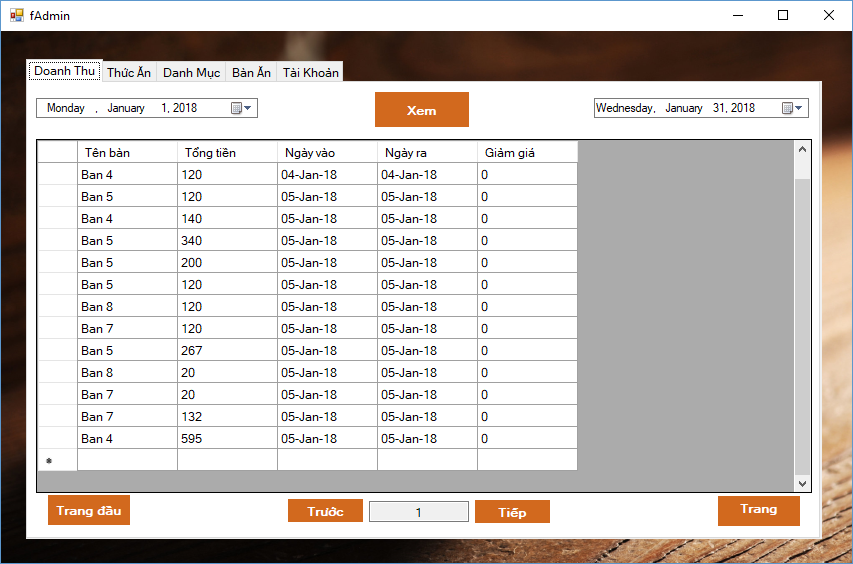 fAdmin
Doanh Thu Thức Ăn Danh Mục Bàn Ăn Tài Khoản
Monday , January 1, 2018 Xem Wednesday, January 31, 2018
Tên bàn Tổng tiền Ngày vào Ngày ra Giảm giá
Ban 4 120 04-Jan-18 04-Jan-18 0
Ban 5 120 05-Jan-18 05-Jan-18 0
Ban 4 140 05-Jan-18 05-Jan-18 0
Ban 5 340 05-Jan-18 05-Jan-18 0
Ban 5 200 05-Jan-18 05-Jan-18 0
Ban 5 120 05-Jan-18 05-Jan-18 0
Ban 8 120 05-Jan-18 05-Jan-18 0
Ban 7 120 05-Jan-18 05-Jan-18 0
Ban 5 267 05-Jan-18 05-Jan-18 0
Ban 8 20 05-Jan-18 05-Jan-18 0
Ban 7 20 05-Jan-18 05-Jan-18 0
Ban 7 132 05-Jan-18 05-Jan-18 0
Ban 4 595 05-Jan-18 05-Jan-18 0
*
Trang đầu Trước 1 Tiếp Trang